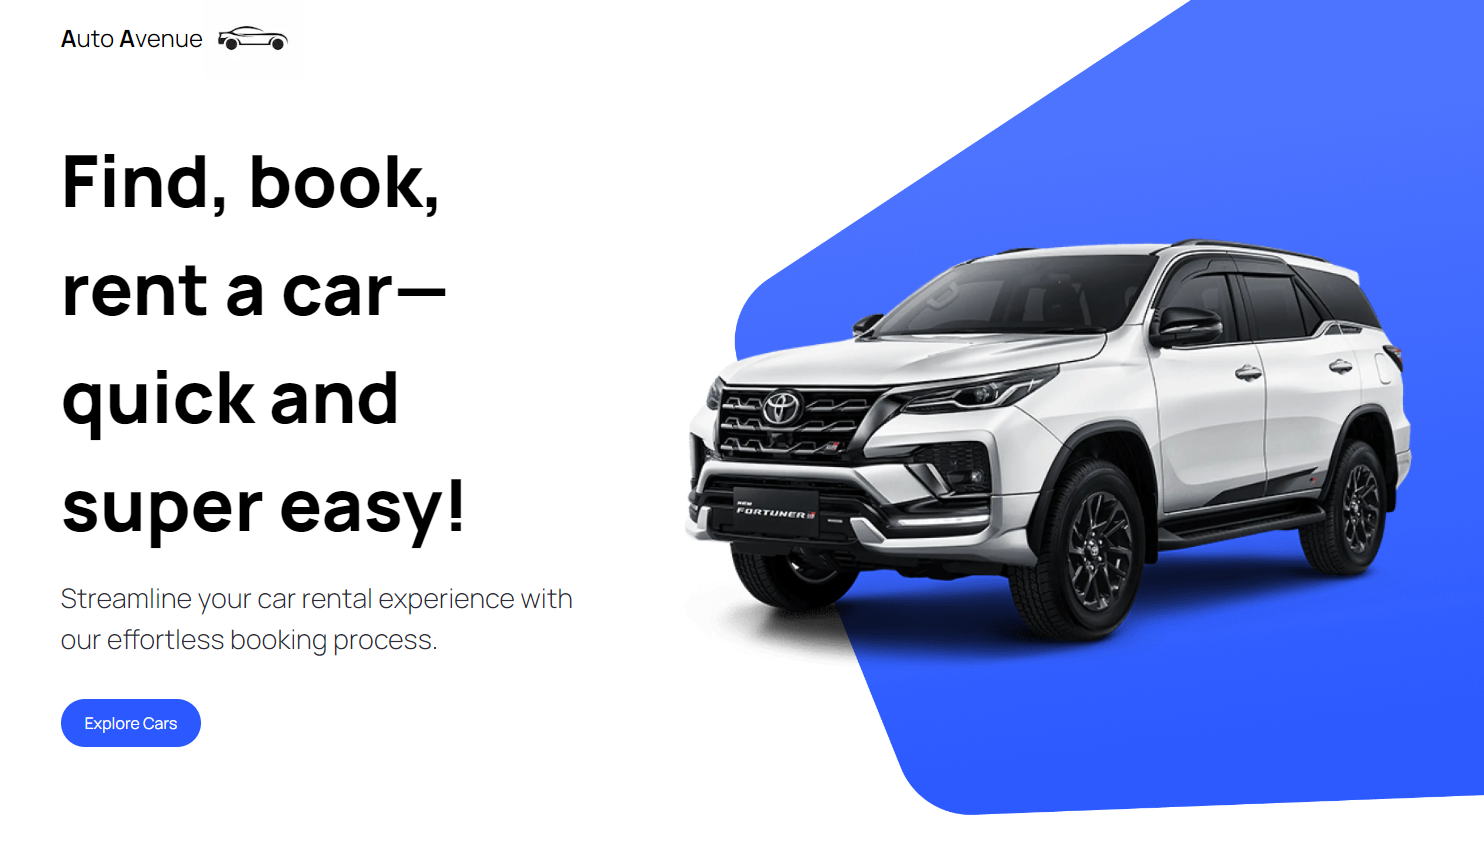 Auto Avenue
Find, book,
rent a car—
quick and
super easy!
Streamline your car rental experience with
our effortless booking process.
Explore Cars
NEW
FORTUNER